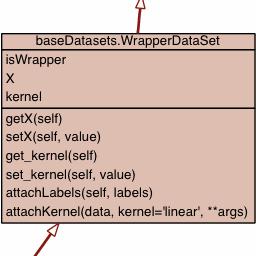 baseDatasets.WrapperDataSet
isWrapper
X
kernel
getX(self)
setX(self, value)
get_kernel(self)
set_kernel(self, value)
attachLabels(self, labels)
attachKernel(data, kernel='linear', **args)